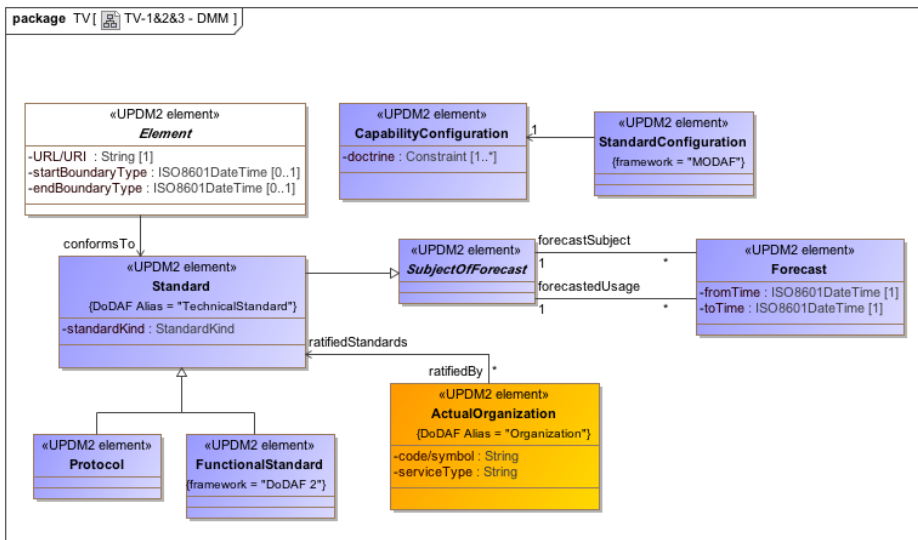 package TV [ TV-1&2&3 - DMM ]
«UPDM2 element»
Element
-URL/URI : String [1]
-startBoundaryType : ISO8601DateTime [0..1]
-endBoundaryType : ISO8601DateTime [0..1]
«UPDM2 element»
CapabilityConfiguration
-doctrine : Constraint [1..*]
1
«UPDM2 element»
StandardConfiguration
{framework = "MODAF"}
conformsTo
«UPDM2 element»
Standard
{DoDAF Alias = "TechnicalStandard"}
-standardKind : StandardKind
«UPDM2 element»
SubjectOfForecast
forecastSubject
1
*
forecastedUsage
1
*
«UPDM2 element»
Forecast
-fromTime : ISO8601DateTime [1]
-toTime : ISO8601DateTime [1]
ratifiedStandards
ratifiedBy
*
«UPDM2 element»
ActualOrganization
{DoDAF Alias = "Organization"}
-code/symbol : String
-serviceType : String
«UPDM2 element»
Protocol
«UPDM2 element»
FunctionalStandard
{framework = "DoDAF 2"}